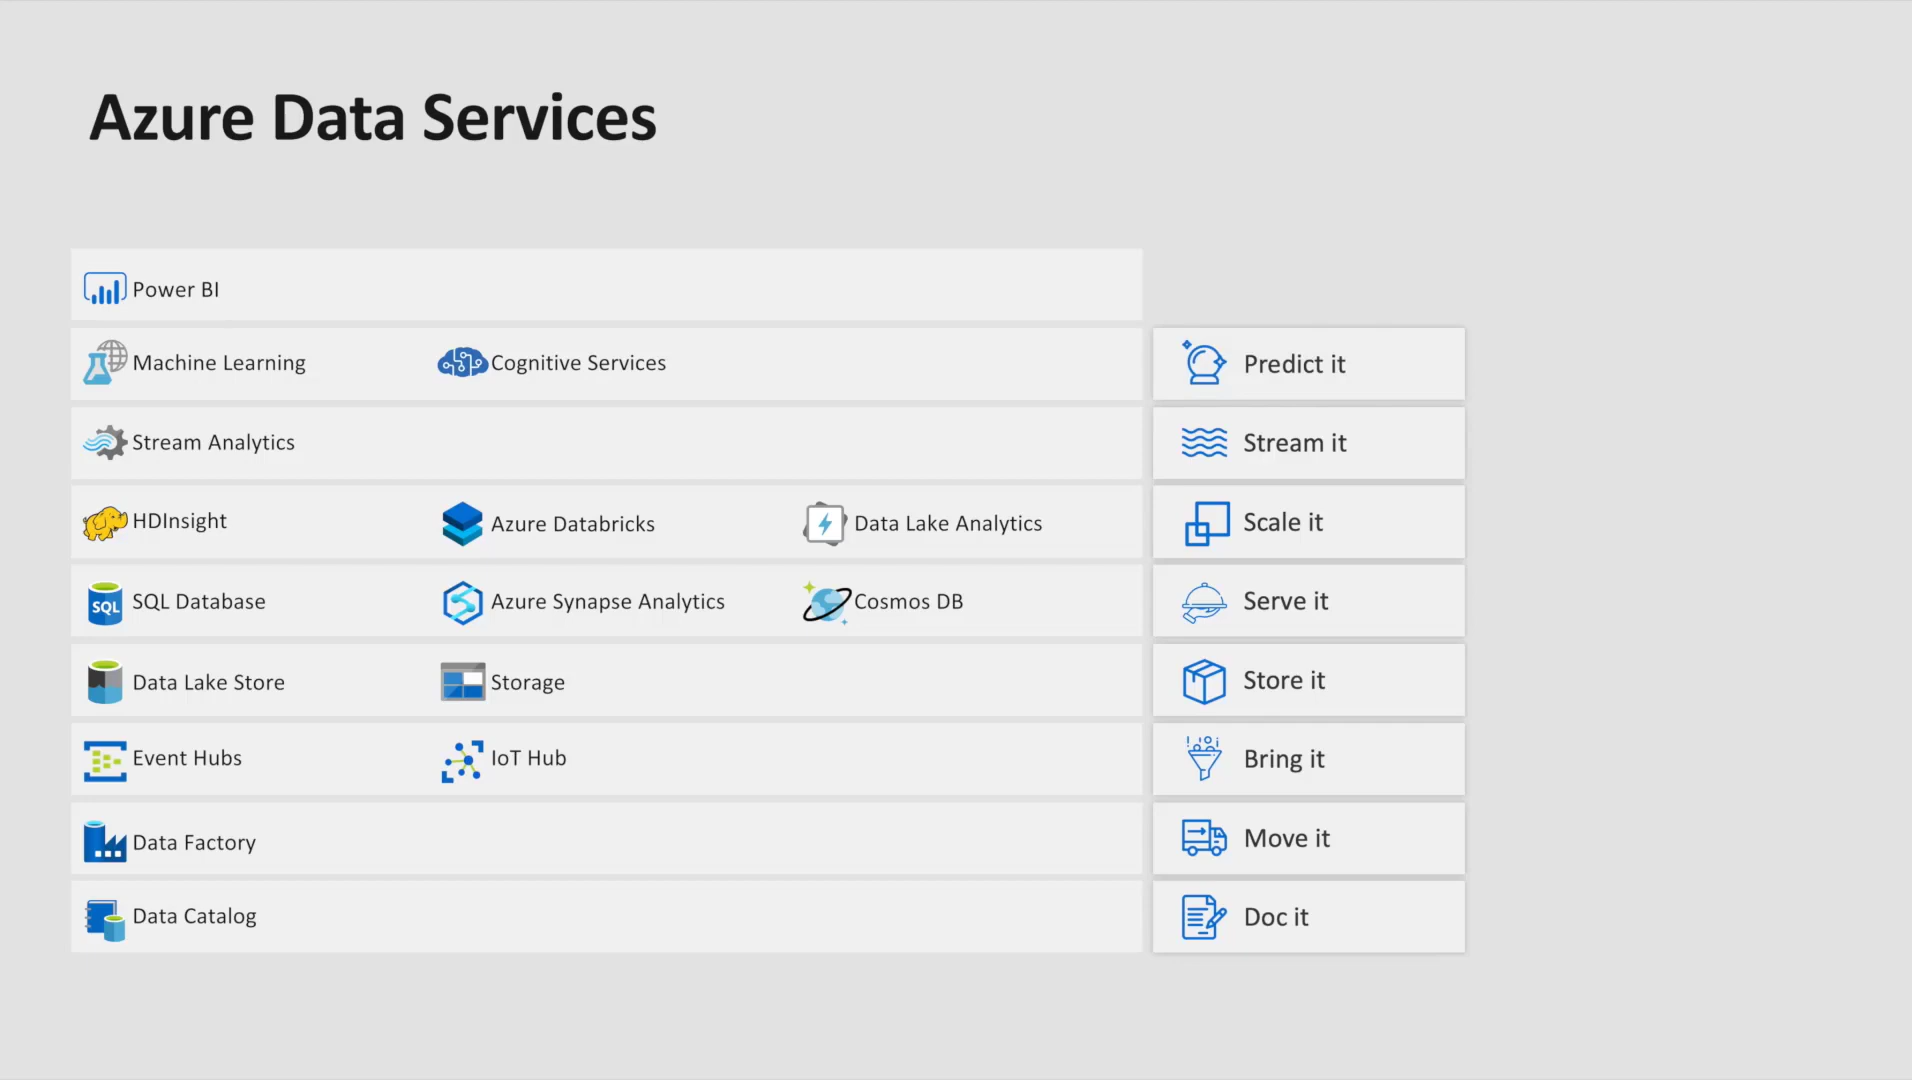 Azure Data Services
Power BI
Machine Learning Cognitive Services Predict it
Stream Analytics Stream it
HDInsight Azure Databricks Data Lake Analytics Scale it
SQL SQL Database Azure Synapse Analytics Cosmos DB Serve it
Data Lake Store Storage Store it
Event Hubs IoT Hub Bring it
Data Factory Move it
Data Catalog Doc it